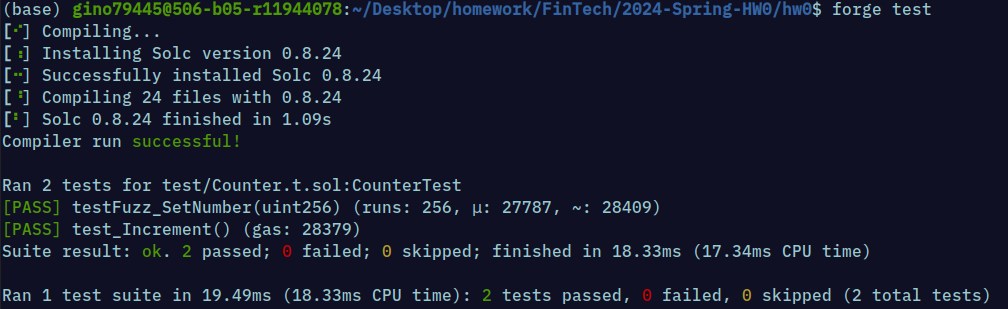 (base) gino79445@506-b05-r11944078:~/Desktop/homework/FinTech/2024-Spring-HW0/hw0$ forge test
[⠊] Compiling...
[⠰] Installing Solc version 0.8.24
[⠒] Successfully installed Solc 0.8.24
[⠘] Compiling 24 files with 0.8.24
[⠃] Solc 0.8.24 finished in 1.09s
Compiler run successful!
Ran 2 tests for test/Counter.t.sol:CounterTest
[PASS] testFuzz_SetNumber(uint256) (runs: 256, μ: 27787, ~: 28409)
[PASS] test_Increment() (gas: 28379)
Suite result: ok. 2 passed; 0 failed; 0 skipped; finished in 18.33ms (17.34ms CPU time)
Ran 1 test suite in 19.49ms (18.33ms CPU time): 2 tests passed, 0 failed, 0 skipped (2 total tests)